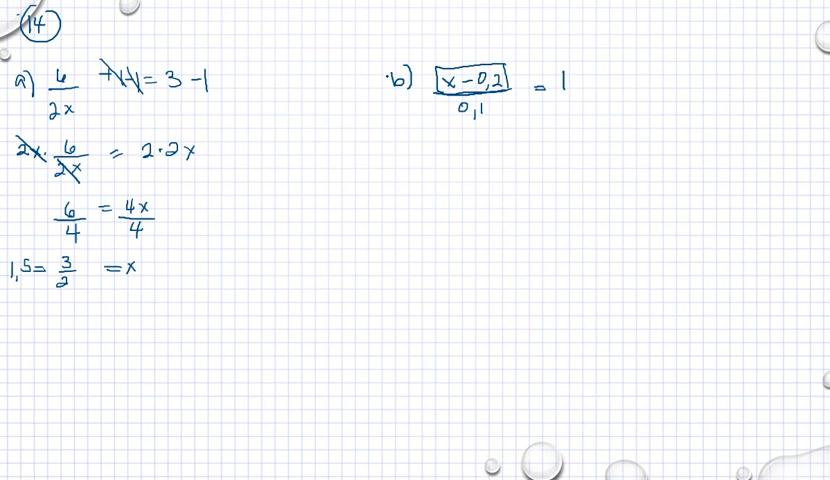 14
a) 6/2x +1-1 = 3 - 1
2x · 6/2x = 2 · 2x
6/4 = 4x/4
1,5 = 3/2 = x
b) x - 0,2/0,1 = 1